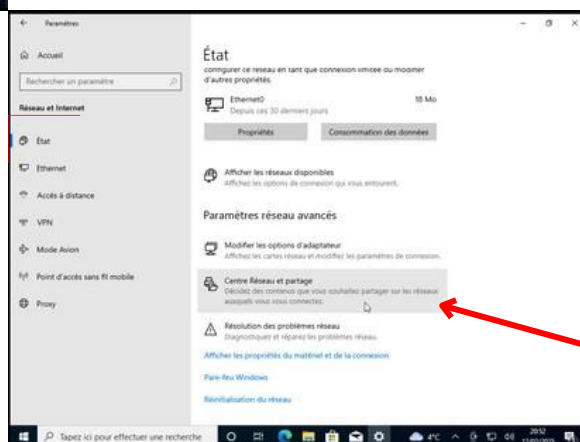 Paramètres
Accueil
Rechercher un paramètre
Réseau et Internet
État
Ethernet
Accès à distance
VPN
Mode Avion
Point d'accès sans fil mobile
Proxy
État
configurer ce réseau en tant que connexion limitée ou modifier
d'autres propriétés.
Ethernet0
Depuis ces 30 derniers jours
18 Mo
Propriétés
Consommation des données
Afficher les réseaux disponibles
Affichez les options de connexion qui vous entourent.
Paramètres réseau avancés
Modifier les options d'adaptateur
Affichez les cartes réseau et modifiez les paramètres de connexion.
Centre Réseau et partage
Décidez des contenus que vous souhaitez partager sur les réseaux
auxquels vous vous connectez.
Résolution des problèmes réseau
Diagnostiquez et réparez les problèmes réseau.
Afficher les propriétés du matériel et de la connexion
Pare-feu Windows
Réinitialisation du réseau
Tapez ici pour effectuer une recherche
4°C
20:52